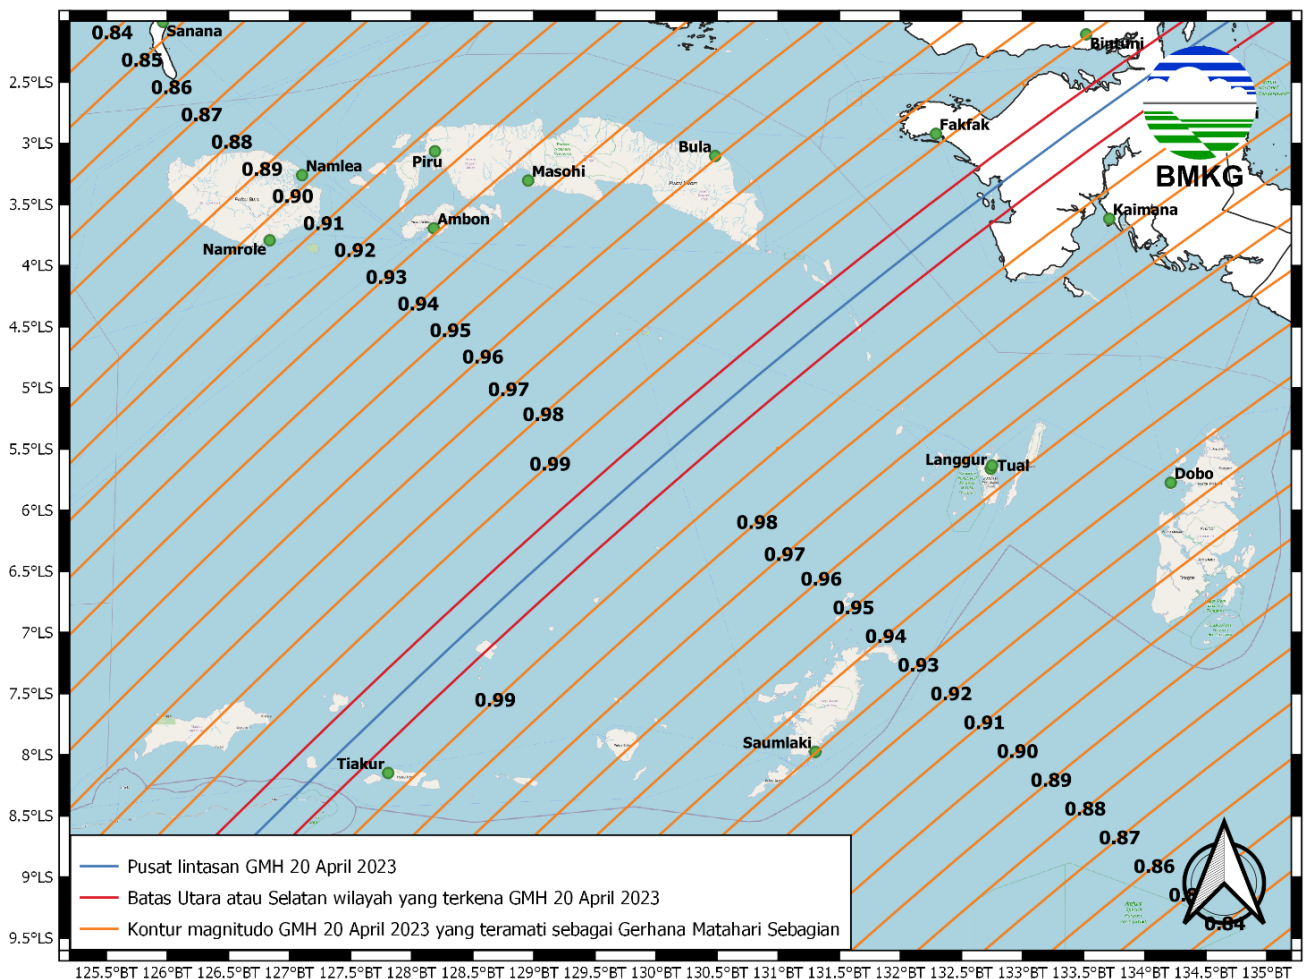 0.84
Sanana
0.85
0.86
0.87
0.88
0.89
0.90
0.91
0.92
0.93
0.94
0.95
0.96
0.97
0.98
0.99
Bintuni
BMKG
Fakfak
Kaimana
Namlea
Namrole
Piru
Masohi
Ambon
Bula
Langgur
Tual
Dobo
0.98
0.97
0.96
0.95
0.94
0.93
0.92
0.91
0.90
0.89
0.88
0.87
0.86
0.84
0.99
Saumlaki
Tiakur
2.5°LS
3°LS
3.5°LS
4°LS
4.5°LS
5°LS
5.5°LS
6°LS
6.5°LS
7°LS
7.5°LS
8°LS
8.5°LS
9°LS
9.5°LS
Pusat lintasan GMH 20 April 2023
Batas Utara atau Selatan wilayah yang terkena GMH 20 April 2023
Kontur magnitudo GMH 20 April 2023 yang teramati sebagai Gerhana Matahari Sebagian
125.5°BT 126°BT 126.5°BT 127°BT 127.5°BT 128°BT 128.5°BT 129°BT 129.5°BT 130°BT 130.5°BT 131°BT 131.5°BT 132°BT 132.5°BT 133°BT 133.5°BT 134°BT 134.5°BT 135°BT